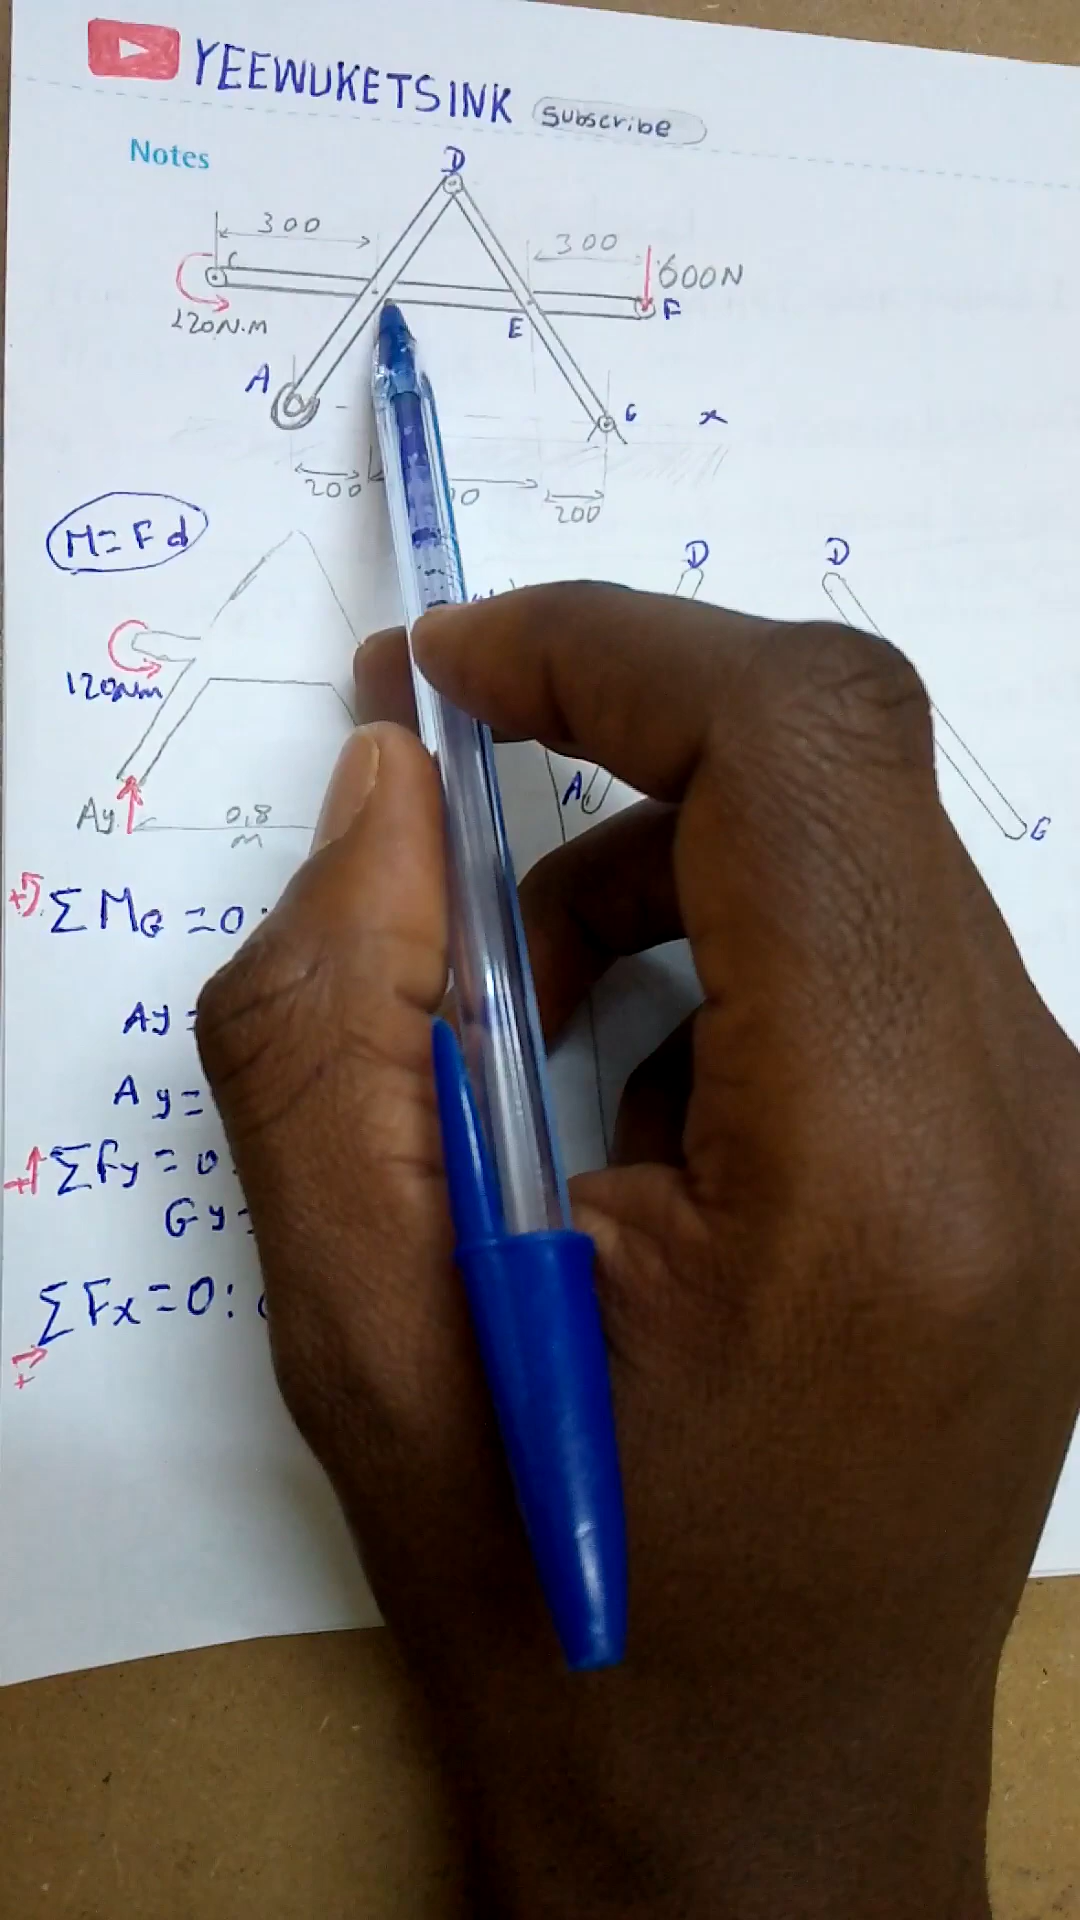 YEEWUKETSINK subscribe
Notes
D
300
300
600N
C
F
120N.M
E
A
G
x
200
200
M=Fd
D
D
120Nm
A
Ay
0,8
m
G
+ΣMG=0:
Ay=
Ay=
+ΣFy=0
Gy=
ΣFx=0:
+